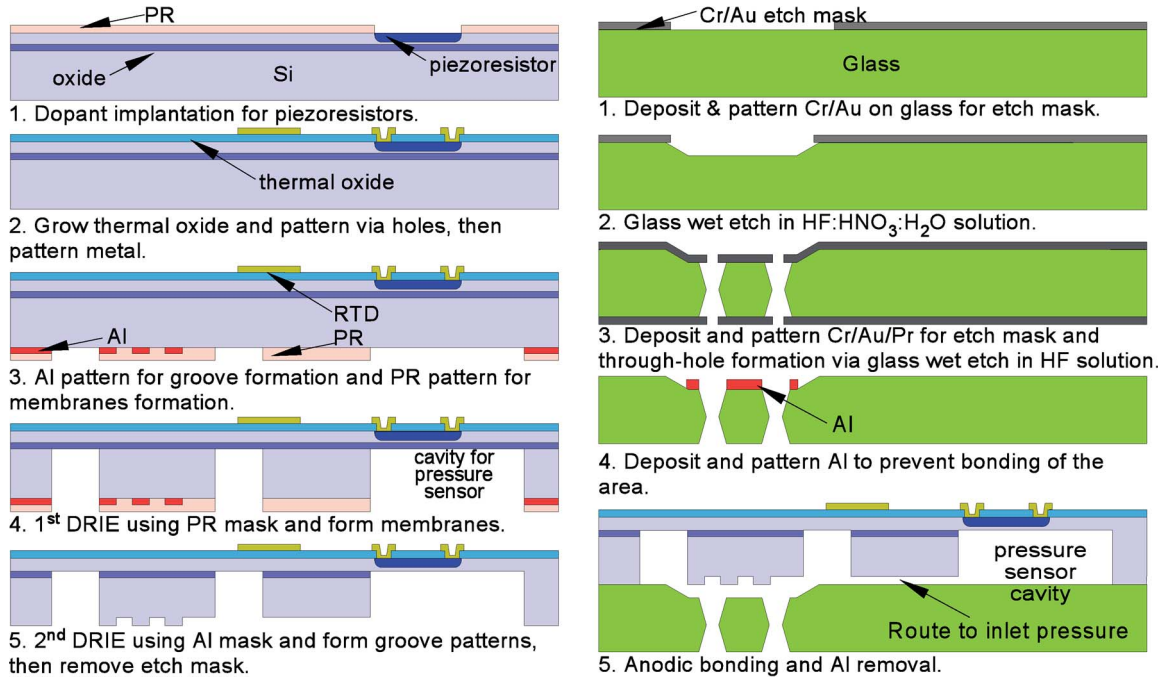 PR
oxide
Si
piezoresistor
1. Dopant implantation for piezoresistors.
thermal oxide
2. Grow thermal oxide and pattern via holes, then
pattern metal.
RTD
Al
PR
3. Al pattern for groove formation and PR pattern for
membranes formation.
cavity for
pressure
sensor
4. 1st DRIE using PR mask and form membranes.
5. 2nd DRIE using Al mask and form groove patterns,
then remove etch mask.
Cr/Au etch mask
Glass
1. Deposit & pattern Cr/Au on glass for etch mask.
2. Glass wet etch in HF:HNO3:H2O solution.
3. Deposit and pattern Cr/Au/Pr for etch mask and
through-hole formation via glass wet etch in HF solution.
Al
4. Deposit and pattern Al to prevent bonding of the
area.
pressure
sensor
cavity
Route to inlet pressure
5. Anodic bonding and Al removal.